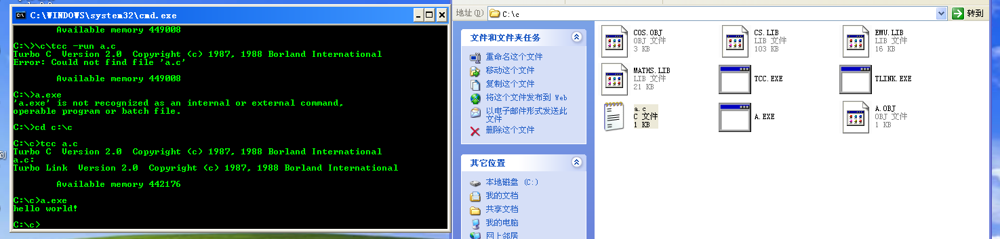 C:\WINDOWS\system32\cmd.exe
Available memory 449008
C:\>\c\tcc -run a.c
Turbo C  Version 2.0  Copyright (c) 1987, 1988 Borland International
Error: Could not find file 'a.c'
Available memory 449008
C:\>a.exe
'a.exe' is not recognized as an internal or external command,
operable program or batch file.
C:\>cd c:\c
C:\c>tcc a.c
Turbo C  Version 2.0  Copyright (c) 1987, 1988 Borland International
a.c:
Turbo Link  Version 2.0  Copyright (c) 1987, 1988 Borland International
Available memory 442176
C:\c>a.exe
hello world!
C:\c>
地址(D)
C:\c
转到
文件和文件夹任务
重命名这个文件
移动这个文件
复制这个文件
将这个文件发布到 Web
以电子邮件形式发送此
文件
删除这个文件
其它位置
本地磁盘 (C:)
我的文档
共享文档
我的电脑
网上邻居
COS.OBJ
OBJ 文件
3 KB
CS.LIB
LIB 文件
103 KB
EMU.LIB
LIB 文件
16 KB
MATHS.LIB
LIB 文件
21 KB
TCC.EXE
TLINK.EXE
a.c
C 文件
1 KB
A.EXE
A.OBJ
OBJ 文件
1 KB